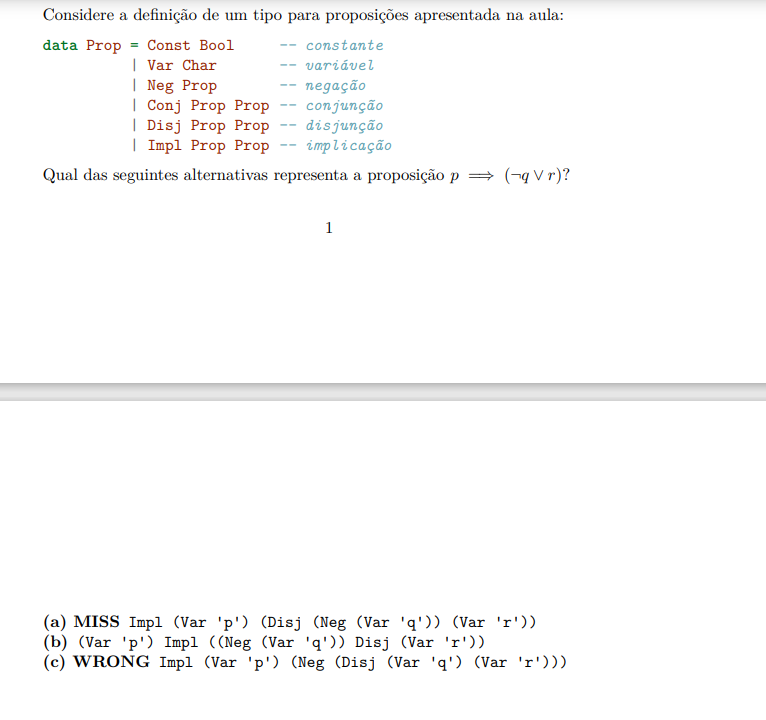 Considere a definição de um tipo para proposições apresentada na aula:
data Prop = Const Bool -- constante
| Var Char -- variável
| Neg Prop -- negação
| Conj Prop Prop -- conjunção
| Disj Prop Prop -- disjunção
| Impl Prop Prop -- implicação
Qual das seguintes alternativas representa a proposição p ⟹ (¬q ∨ r)?
1
(a) MISS Impl (Var 'p') (Disj (Neg (Var 'q')) (Var 'r'))
(b) (Var 'p') Impl ((Neg (Var 'q')) Disj (Var 'r'))
(c) WRONG Impl (Var 'p') (Neg (Disj (Var 'q') (Var 'r')))